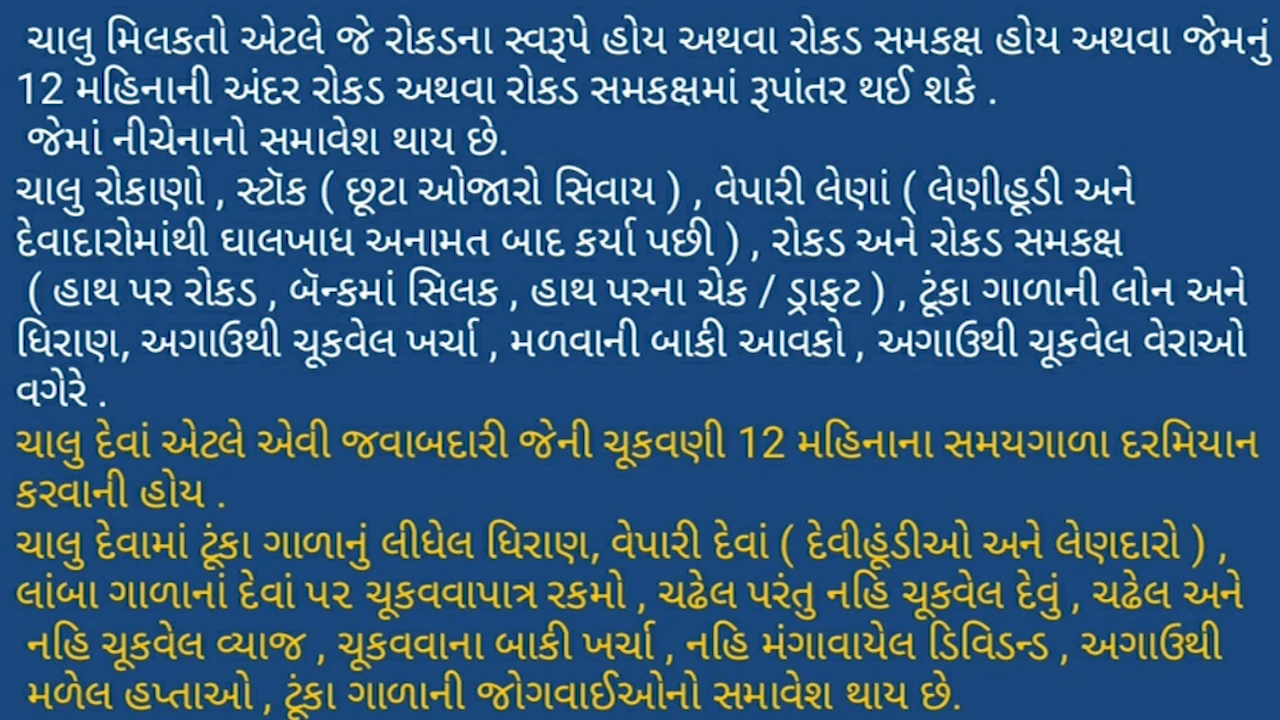 ચાલુ મિલકતો એટલે જે રોકડના સ્વરૂપે હોય અથવા રોકડ સમકક્ષ હોય અથવા જેમનું
12 મહિનાની અંદર રોકડ અથવા રોકડ સમકક્ષમાં રૂપાંતર થઈ શકે .
જેમાં નીચેનાનો સમાવેશ થાય છે.
ચાલુ રોકાણો , સ્ટૉક ( છૂટા ઓજારો સિવાય ) , વેપારી લેણાં ( લેણીહૂડી અને
દેવાદારોમાંથી ઘાલખાધ અનામત બાદ કર્યા પછી ) , રોકડ અને રોકડ સમકક્ષ
( હાથ પર રોકડ , બૅન્કમાં સિલક , હાથ પરના ચેક / ડ્રાફટ ) , ટૂંકા ગાળાની લોન અને
ધિરાણ, અગાઉથી ચૂકવેલ ખર્ચા , મળવાની બાકી આવકો , અગાઉથી ચૂકવેલ વેરાઓ
વગેરે .
ચાલુ દેવાં એટલે એવી જવાબદારી જેની ચૂકવણી 12 મહિનાના સમયગાળા દરમિયાન
કરવાની હોય .
ચાલુ દેવામાં ટૂંકા ગાળાનું લીધેલ ધિરાણ, વેપારી દેવાં ( દેવીહૂંડીઓ અને લેણદારો ) ,
લાંબા ગાળાનાં દેવાં પર ચૂકવવાપાત્ર રકમો , ચઢેલ પરંતુ નહિ ચૂકવેલ દેવું , ચઢેલ અને
નહિ ચૂકવેલ વ્યાજ , ચૂકવવાના બાકી ખર્ચા , નહિ મંગાવાયેલ ડિવિડન્ડ , અગાઉથી
મળેલ હપ્તાઓ , ટૂંકા ગાળાની જોગવાઈઓનો સમાવેશ થાય છે.